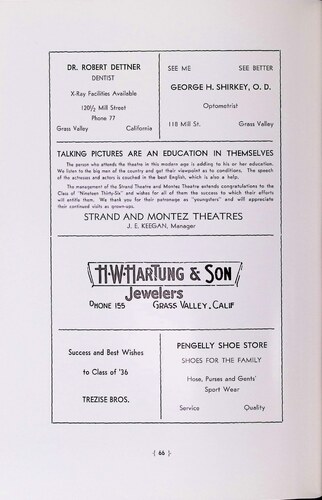 DR. ROBERT DETTNER
DENTIST
X-Ray Facilities Available
120½ Mill Street
Phone 77
Grass Valley California
SEE ME SEE BETTER
GEORGE H. SHIRKEY, O. D.
Optometrist
118 Mill St. Grass Valley
TALKING PICTURES ARE AN EDUCATION IN THEMSELVES
The person who attends the theatre in this modern age is adding to his or her education.
We listen to the big men of the country and get their viewpoint as to conditions. The speech
of the actresses and actors is couched in the best English, which is also a help.
The management of the Strand Theatre and Montez Theatre extends congratulations to the
Class of "Nineteen Thirty-Six" and wishes for all of them the success to which their efforts
will entitle them. We thank you for their patronage as "youngsters" and will appreciate
their continued visits as grown-ups.
STRAND AND MONTEZ THEATRES
J. E. KEEGAN, Manager
H.W. HARTUNG & SON
Jewelers
PHONE 155 GRASS VALLEY, CALIF
Success and Best Wishes
to Class of '36
TREZISE BROS.
PENGELLY SHOE STORE
SHOES FOR THE FAMILY
Hose, Purses and Gents'
Sport Wear
Service Quality
{ 66 }